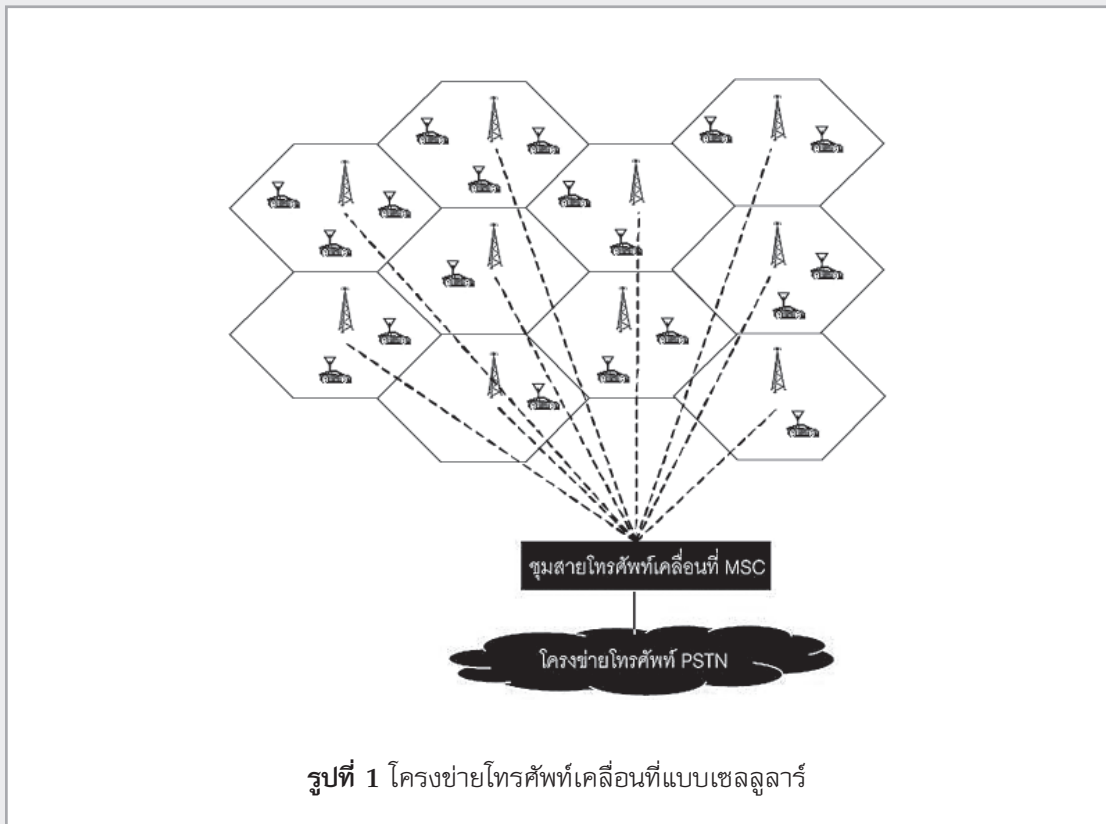 ชุมสายโทรศัพท์เคลื่อนที่ MSC
โครงข่ายโทรศัพท์ PSTN
รูปที่ 1 โครงข่ายโทรศัพท์เคลื่อนที่แบบเซลลูลาร์